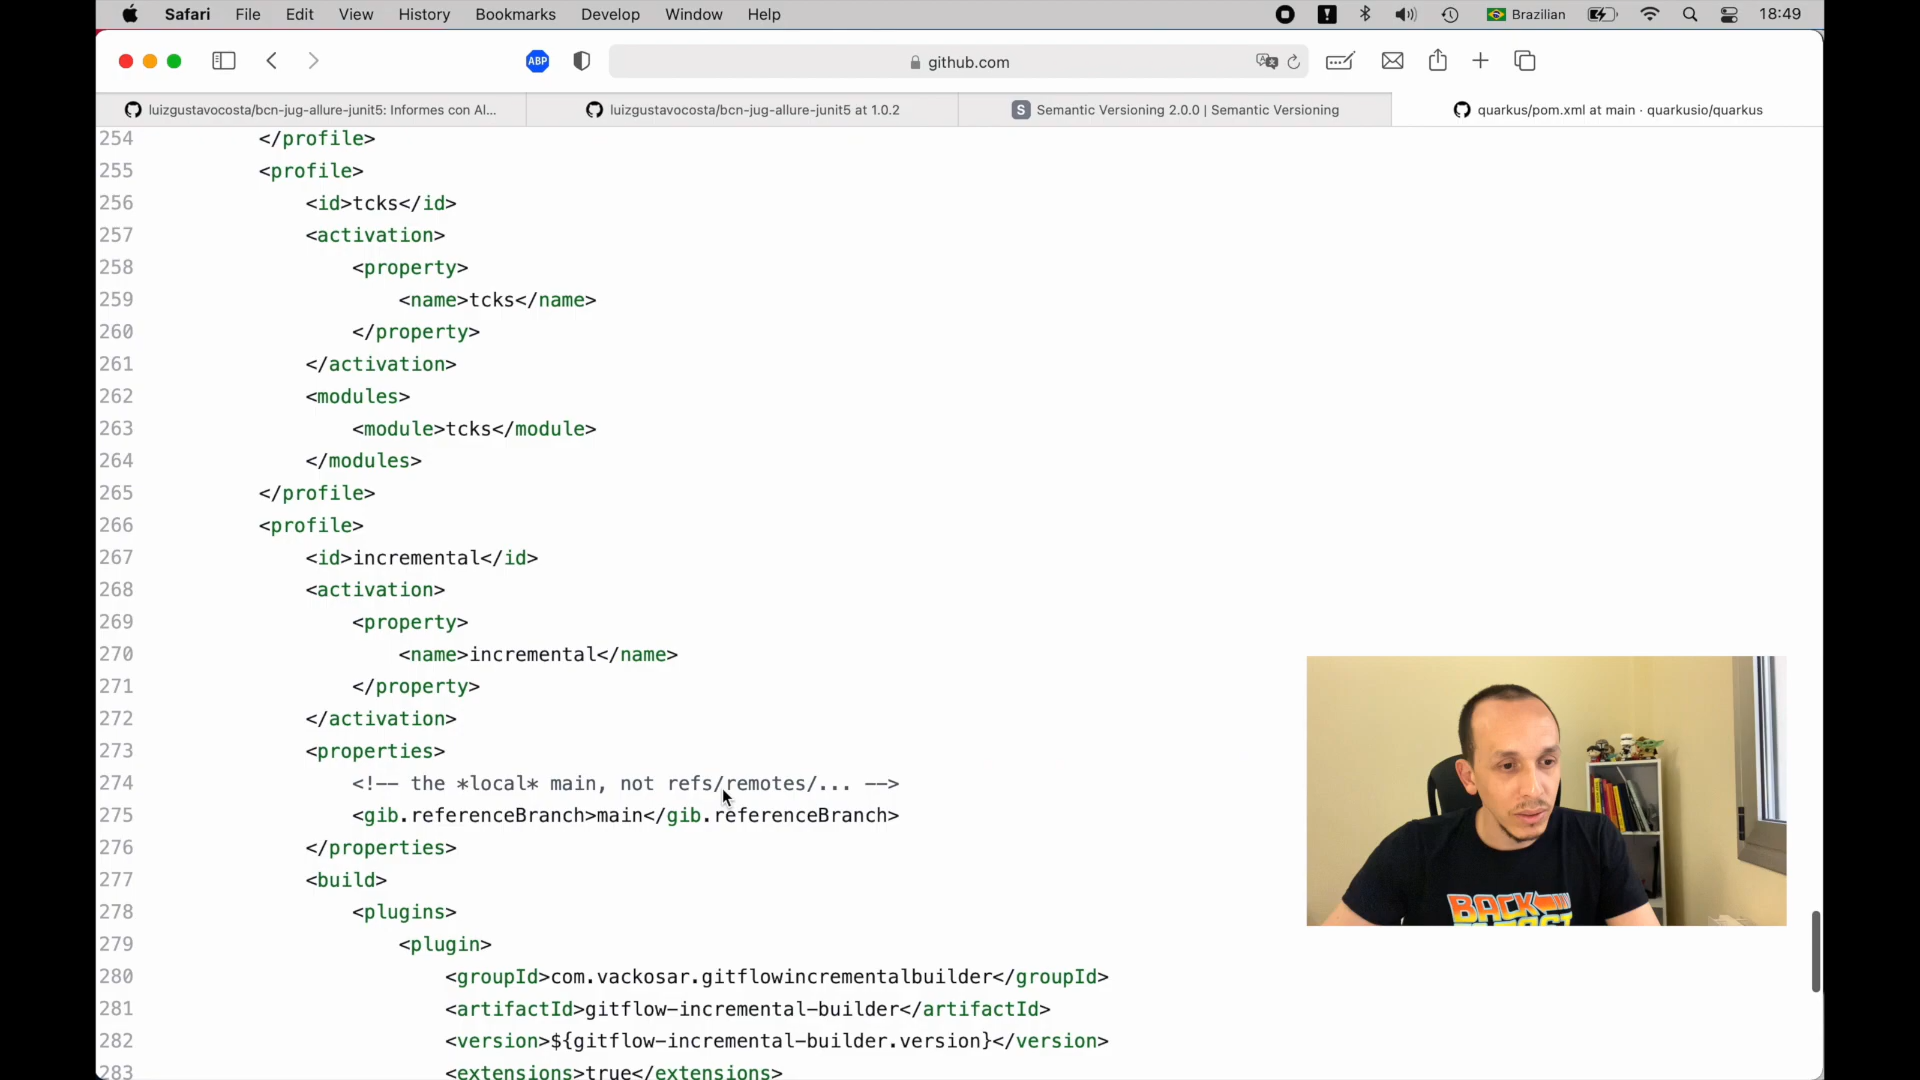 Safari File Edit View History Bookmarks Develop Window Help Brazilian 18:49
ABP github.com
luizgustavocosta/bcn-jug-allure-junit5: Informes con Al... luizgustavocosta/bcn-jug-allure-junit5 at 1.0.2 S Semantic Versioning 2.0.0 | Semantic Versioning quarkus/pom.xml at main · quarkusio/quarkus
254 </profile>
255 <profile>
256 <id>tcks</id>
257 <activation>
258 <property>
259 <name>tcks</name>
260 </property>
261 </activation>
262 <modules>
263 <module>tcks</module>
264 </modules>
265 </profile>
266 <profile>
267 <id>incremental</id>
268 <activation>
269 <property>
270 <name>incremental</name>
271 </property>
272 </activation>
273 <properties>
274 <!-- the *local* main, not refs/remotes/... -->
275 <gib.referenceBranch>main</gib.referenceBranch>
276 </properties>
277 <build>
278 <plugins>
279 <plugin>
280 <groupId>com.vackosar.gitflowincrementalbuilder</groupId>
281 <artifactId>gitflow-incremental-builder</artifactId>
282 <version>${gitflow-incremental-builder.version}</version>
283 <extensions>true</extensions>
BACK